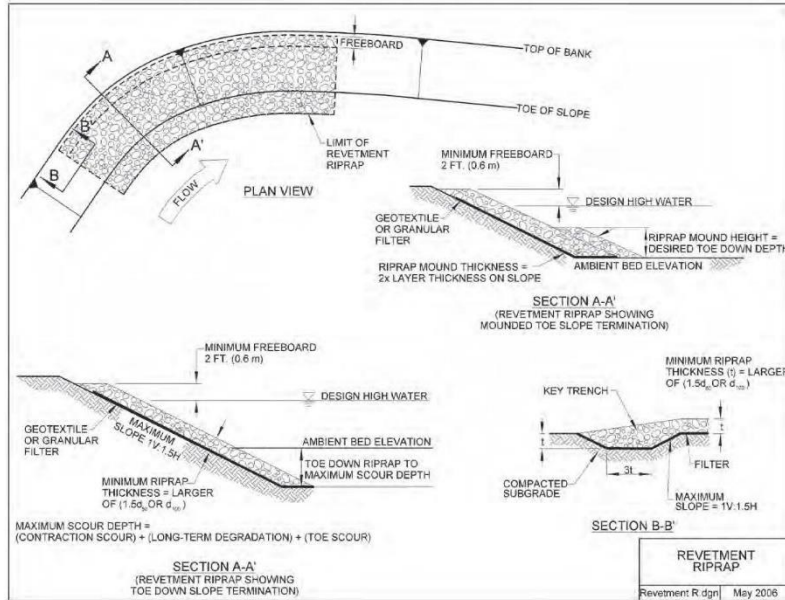 A
FREEBOARD
TOP OF BANK
TOE OF SLOPE
B'
A'
B
LIMIT OF
REVETMENT
RIPRAP
PLAN VIEW
FLOW
MINIMUM FREEBOARD
2 FT. (0.6 m)
DESIGN HIGH WATER
GEOTEXTILE
OR GRANULAR
FILTER
RIPRAP MOUND HEIGHT =
DESIRED TOE DOWN DEPTH
RIPRAP MOUND THICKNESS =
2x LAYER THICKNESS ON SLOPE
AMBIENT BED ELEVATION
SECTION A-A'
(REVETMENT RIPRAP SHOWING
MOUNDED TOE SLOPE TERMINATION)
MINIMUM FREEBOARD
2 FT. (0.6 m)
DESIGN HIGH WATER
GEOTEXTILE
OR GRANULAR
FILTER
MAXIMUM
SLOPE 1V:1.5H
AMBIENT BED ELEVATION
TOE DOWN RIPRAP TO
MAXIMUM SCOUR DEPTH
MINIMUM RIPRAP
THICKNESS = LARGER
OF (1.5d50 OR d100)
MAXIMUM SCOUR DEPTH =
(CONTRACTION SCOUR) + (LONG-TERM DEGRADATION) + (TOE SCOUR)
SECTION A-A'
(REVETMENT RIPRAP SHOWING
TOE DOWN SLOPE TERMINATION)
MINIMUM RIPRAP
THICKNESS (t) = LARGER
OF (1.5d50 OR d100)
KEY TRENCH
t
t
3t
FILTER
COMPACTED
SUBGRADE
MAXIMUM
SLOPE = 1V:1.5H
SECTION B-B'
REVETMENT
RIPRAP
Revetment R.dgn May 2006